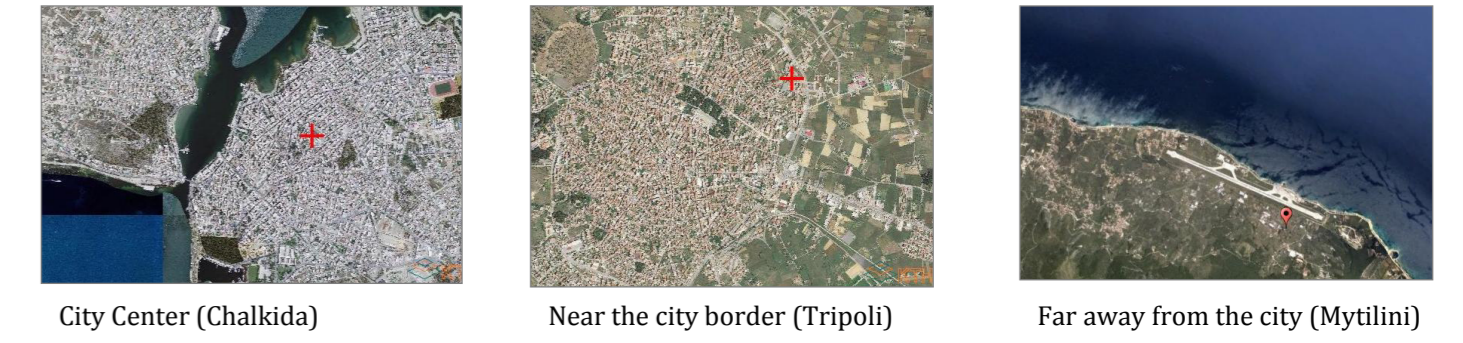 City Center (Chalkida)
Near the city border (Tripoli)
Far away from the city (Mytilini)